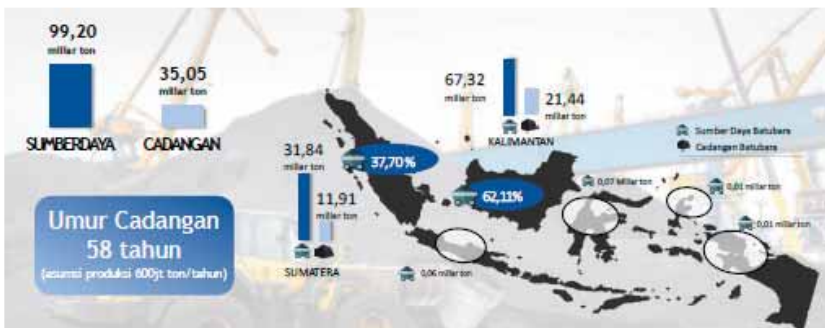 99,20
miliar ton
SUMBERDAYA
35,05
miliar ton
CADANGAN
Umur Cadangan
58 tahun
(asumsi produksi 600jt ton/tahun)
31,84
miliar ton
11,91
miliar ton
SUMATERA
37,70%
67,32
miliar ton
21,44
miliar ton
KALIMANTAN
62,11%
Sumber Daya Batubara
Cadangan Batubara
0,07 Miliar ton
0,01 miliar ton
0,01 miliar ton
0,06 miliar ton